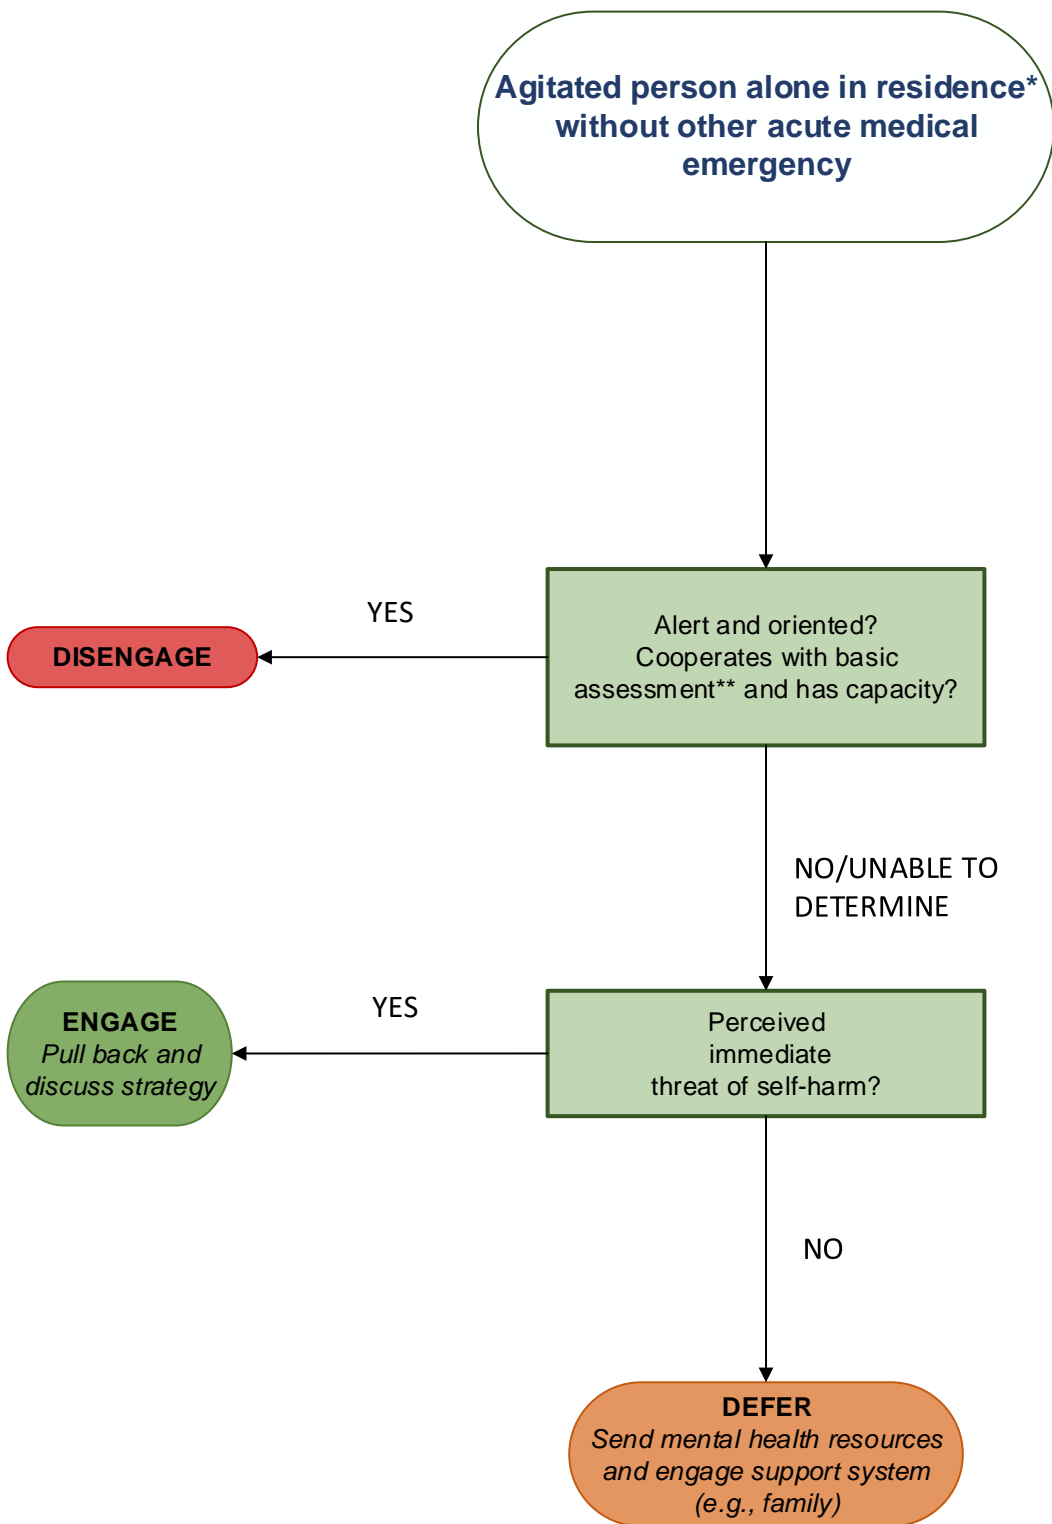 Agitated person alone in residence*
without other acute medical
emergency
YES
Alert and oriented?
Cooperates with basic
assessment** and has capacity?
DISENGAGE
NO/UNABLE TO
DETERMINE
YES
Perceived
immediate
threat of self-harm?
ENGAGE
Pull back and
discuss strategy
NO
DEFER
Send mental health resources
and engage support system
(e.g., family)